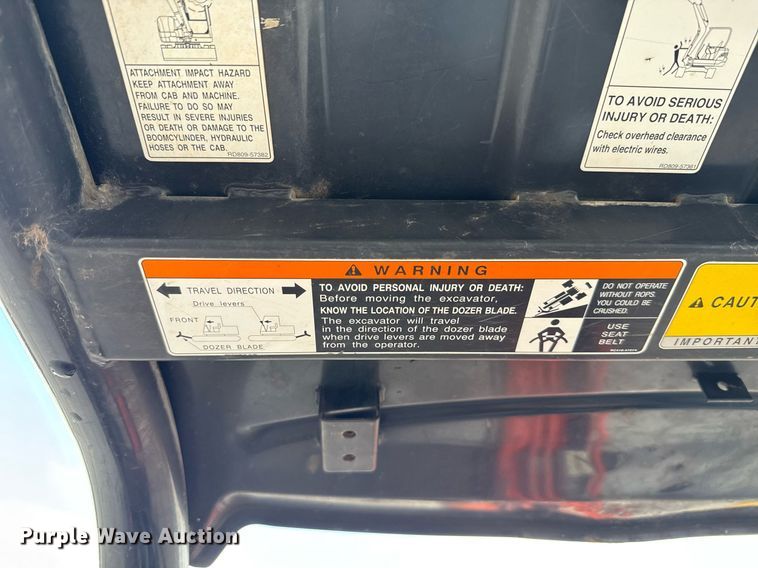 ATTACHMENT IMPACT HAZARD
KEEP ATTACHMENT AWAY
FROM CAB AND MACHINE.
FAILURE TO DO SO MAY
RESULT IN SEVERE INJURIES
OR DEATH OR DAMAGE TO THE
BOOMCYLINDER, HYDRAULIC
HOSES OR THE CAB.
RD809-57382
TO AVOID SERIOUS
INJURY OR DEATH:
Check overhead clearance
with electric wires.
RD809-57361
WARNING
TRAVEL DIRECTION
Drive levers
FRONT
DOZER BLADE
TO AVOID PERSONAL INJURY OR DEATH:
Before moving the excavator,
KNOW THE LOCATION OF THE DOZER BLADE.
The excavator will travel
in the direction of the dozer blade
when drive levers are moved away
from the operator.
DO NOT OPERATE
WITHOUT ROPS.
YOU COULD BE
CRUSHED.
USE
SEAT
BELT
CAUT
IMPORTANT
Purple Wave Auction